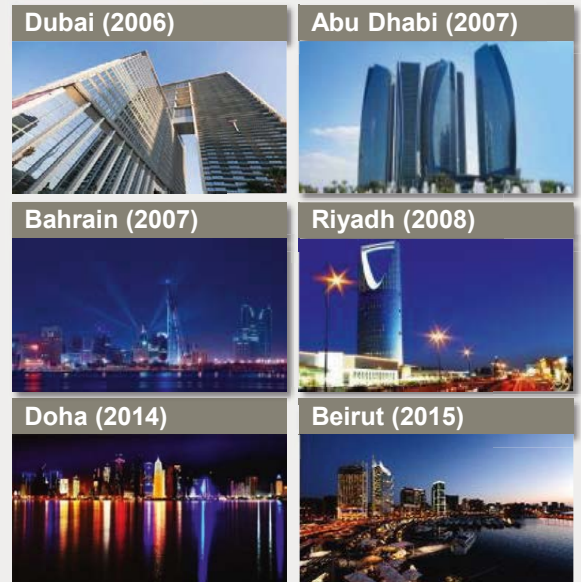 Dubai (2006)
Abu Dhabi (2007)
Bahrain (2007)
Riyadh (2008)
Doha (2014)
Beirut (2015)